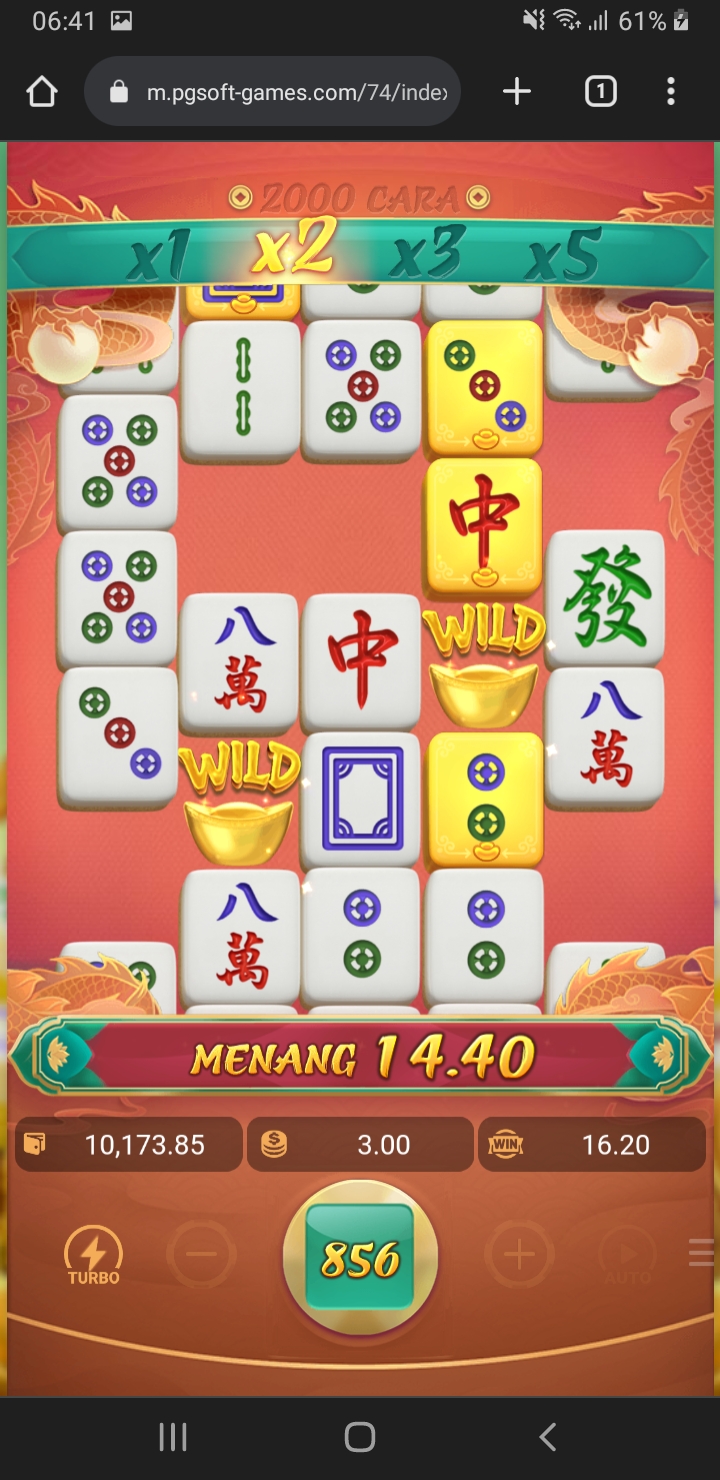 06:41
61%
m.pgsoft-games.com/74/index
1
2000 CARA
x1 x2 x3 x5
中
發
WILD
八萬
中
八萬
WILD
八萬
MENANG 14.40
10,173.85
3.00
WIN
16.20
856
TURBO
AUTO